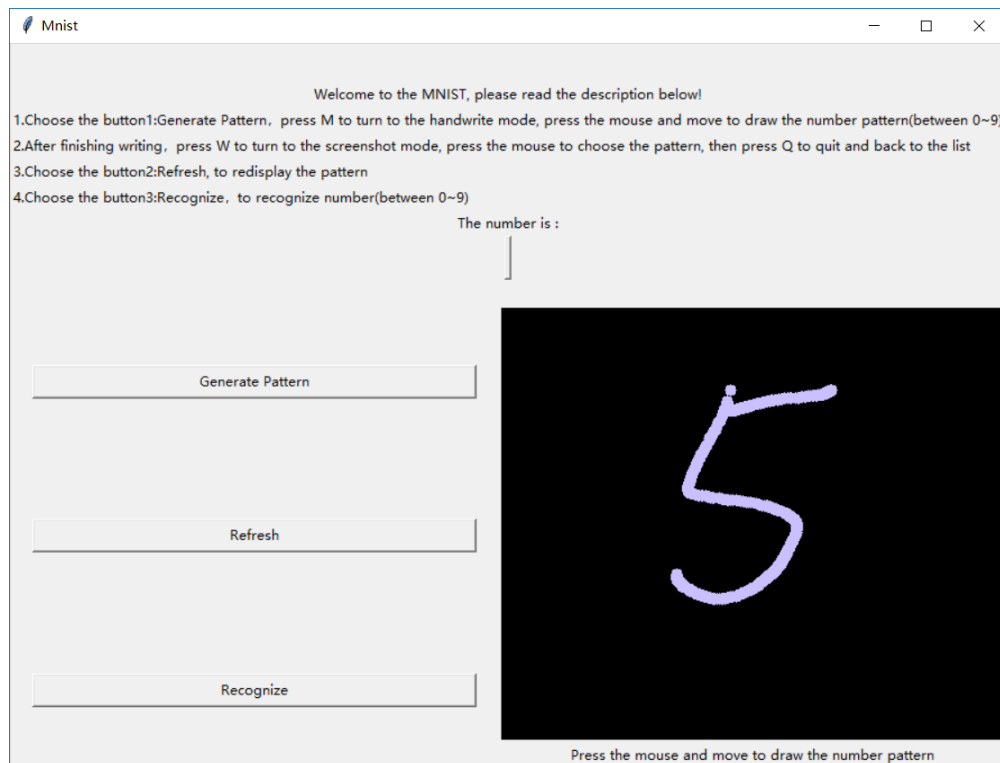 Mnist
Welcome to the MNIST, please read the description below!
1.Choose the button1:Generate Pattern，press M to turn to the handwrite mode, press the mouse and move to draw the number pattern(between 0~9)
2.After finishing writing，press W to turn to the screenshot mode, press the mouse to choose the pattern, then press Q to quit and back to the list
3.Choose the button2:Refresh, to redisplay the pattern
4.Choose the button3:Recognize，to recognize number(between 0~9)
The number is :
Generate Pattern
5
Refresh
Recognize
Press the mouse and move to draw the number pattern